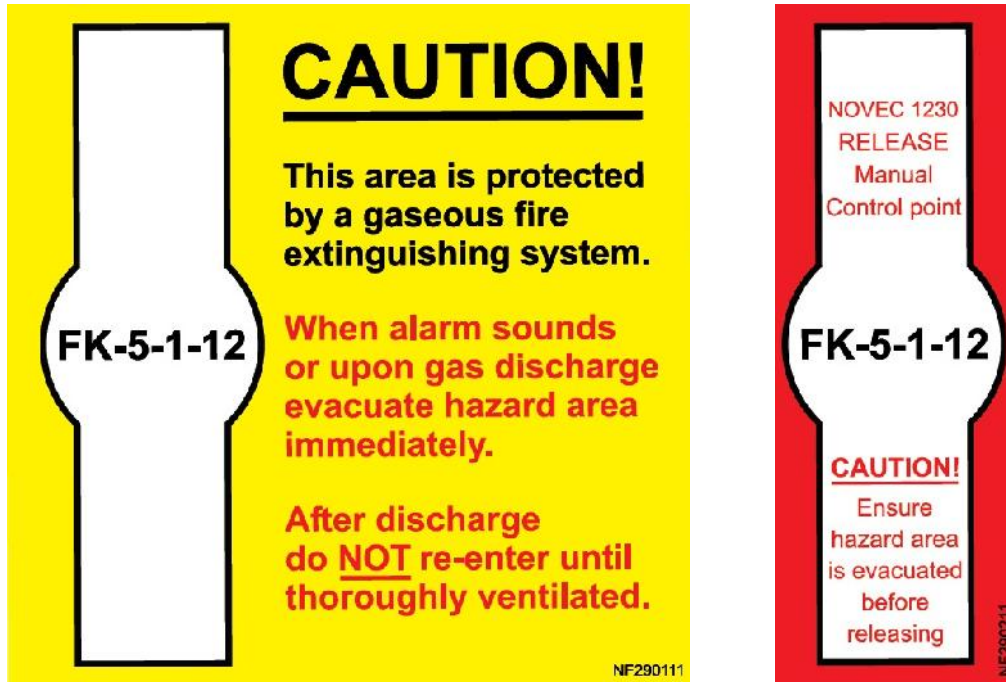 CAUTION!
This area is protected
by a gaseous fire
extinguishing system.
When alarm sounds
or upon gas discharge
evacuate hazard area
immediately.
After discharge
do NOT re-enter until
thoroughly ventilated.
FK-5-1-12
NF290111
NOVEC 1230
RELEASE
Manual
Control point
FK-5-1-12
CAUTION!
Ensure
hazard area
is evacuated
before
releasing
NF290211